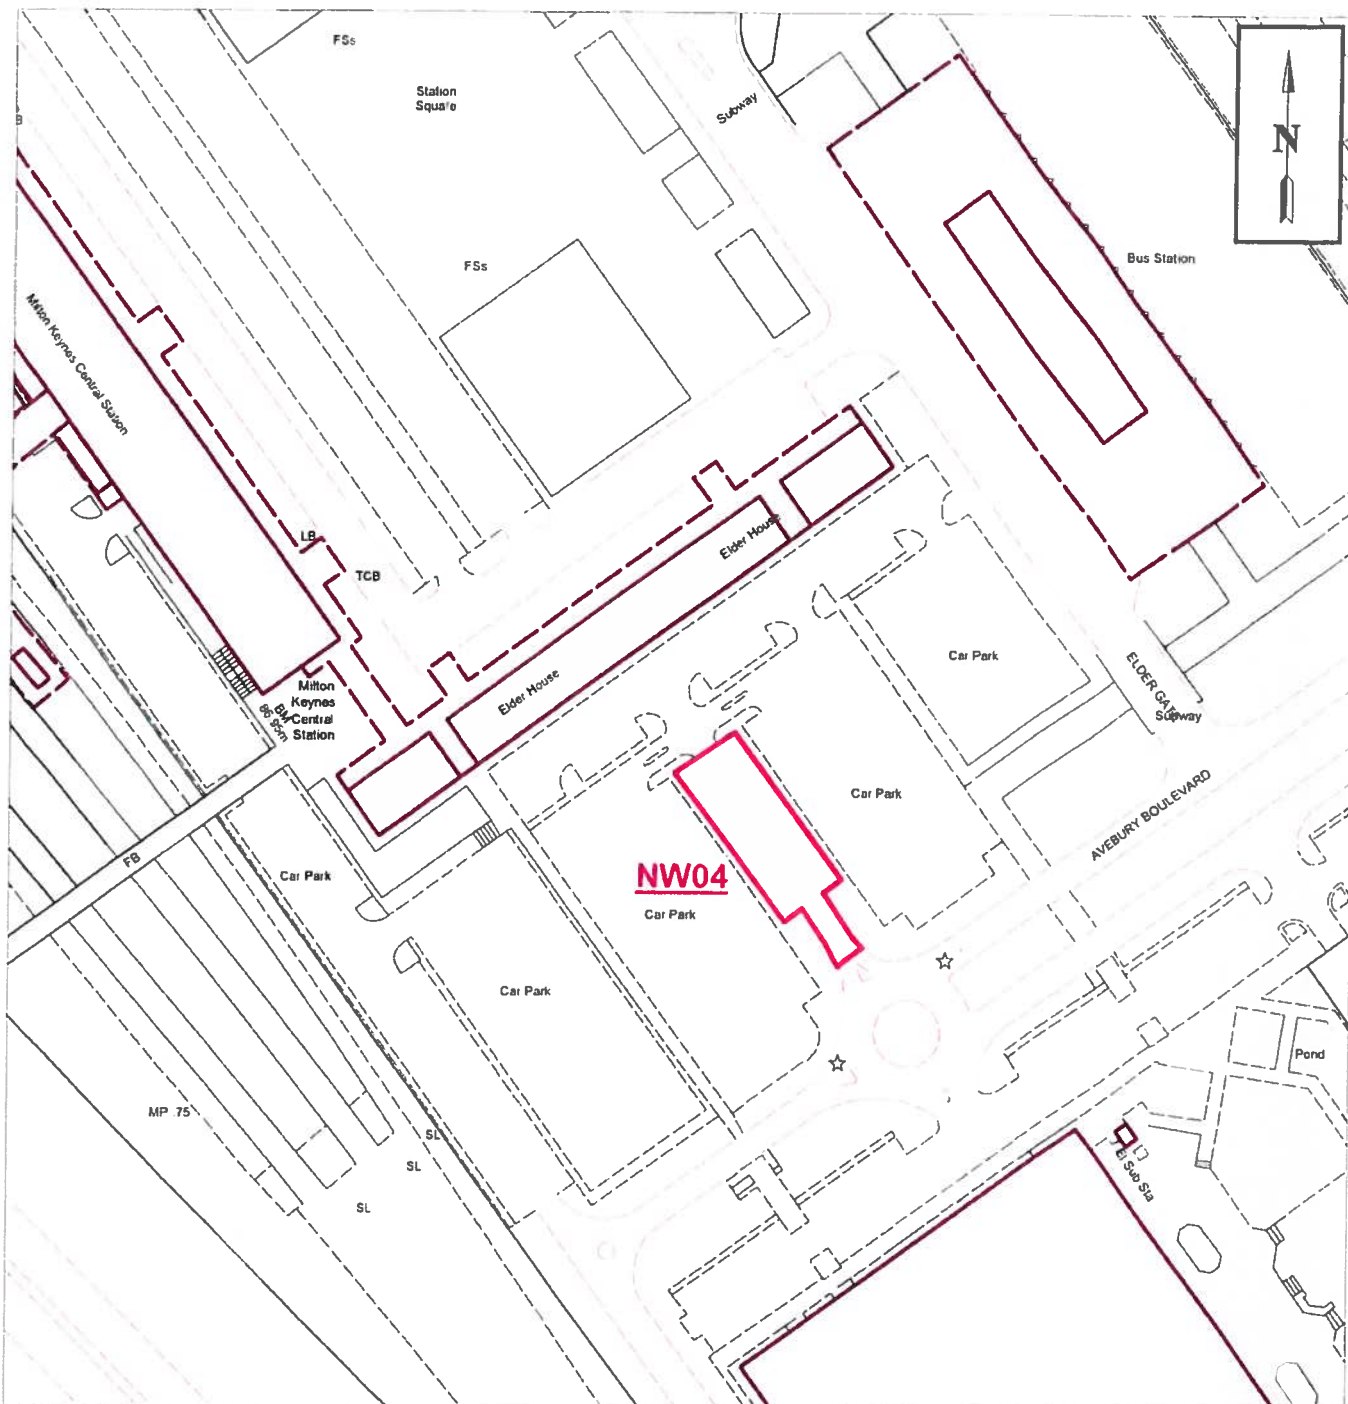 FSs
Station
Square
Subway
N
B
Bus Station
FSs
Milton Keynes Central Station
LB
TCB
Elder House
Elder House
Car Park
ELDER GATE
Subway
Milton
Keynes
Central
Station
BM
86.95m
Car Park
AVEBURY BOULEVARD
FB
Car Park
NW04
Car Park
Car Park
Pond
MP .75
SL
SL
SL
El Sub Sta